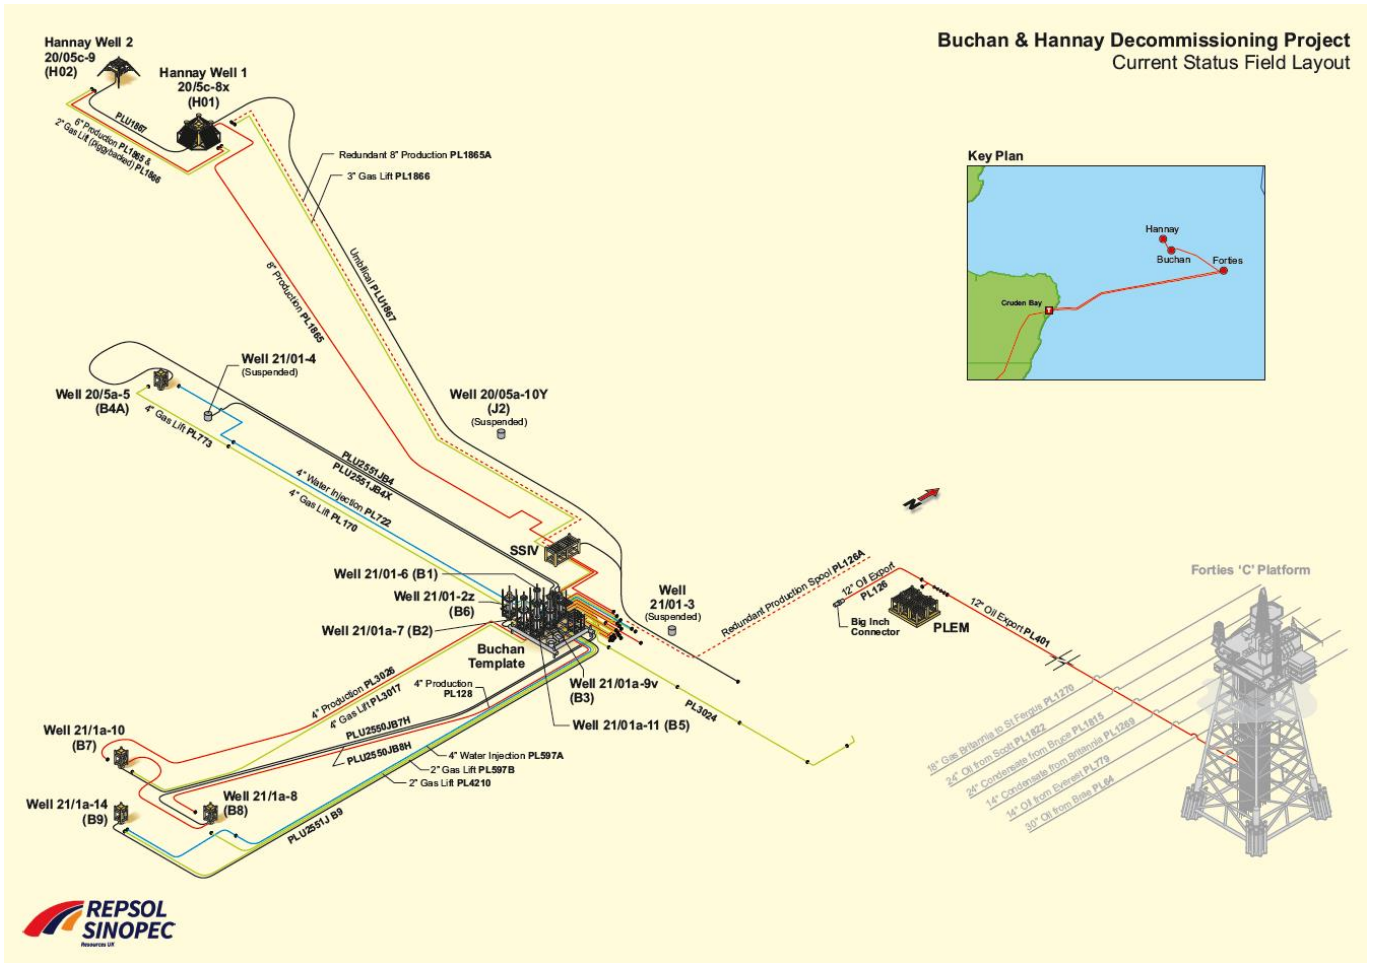 Buchan & Hannay Decommissioning Project
Current Status Field Layout
Hannay Well 2
20/05c-9
(H02)
Hannay Well 1
20/5c-8x
(H01)
PLU1867
6" Production PL1865 &
2" Gas Lift (piggybacked) PL1866
Redundant 8" Production PL1865A
3" Gas Lift PL1866
Umbilical PLU1867
8" Production PL1865
Key Plan
Hannay
Buchan
Forties
Cruden Bay
T
Well 21/01-4
(Suspended)
Well 20/5a-5
(B4A)
4" Gas Lift PL773
Well 20/05a-10Y
(J2)
(Suspended)
PLU2551JB4
PLU2551JB4X
4" Water Injection PL722
4" Gas Lift PL170
N
SSIV
Well 21/01-6 (B1)
Well 21/01-2z
(B6)
Well 21/01a-7 (B2)
Buchan
Template
Well
21/01-3
(Suspended)
Redundant Production Spool PL126A
12" Oil Export
PL126
Big Inch
Connector
PLEM
12" Oil Export PL401
Forties 'C' Platform
Well 21/01a-9v
(B3)
Well 21/01a-11 (B5)
PL3024
4" Production PL3026
4" Gas Lift PL3017
4" Production
PL128
PLU2550JB7H
PLU2550JB8H
4" Water Injection PL597A
2" Gas Lift PL597B
2" Gas Lift PL4210
PLU2551J B9
Well 21/1a-10
(B7)
Well 21/1a-14
(B9)
Well 21/1a-8
(B8)
18" Gas Britannia to St Fergus PL1270
24" Oil from Scott PL1822
24" Condensate from Bruce PL1815
14" Condensate from Britannia PL1269
14" Oil from Everest PL779
30" Oil from Brae PL64
REPSOL
SINOPEC
Resources UK